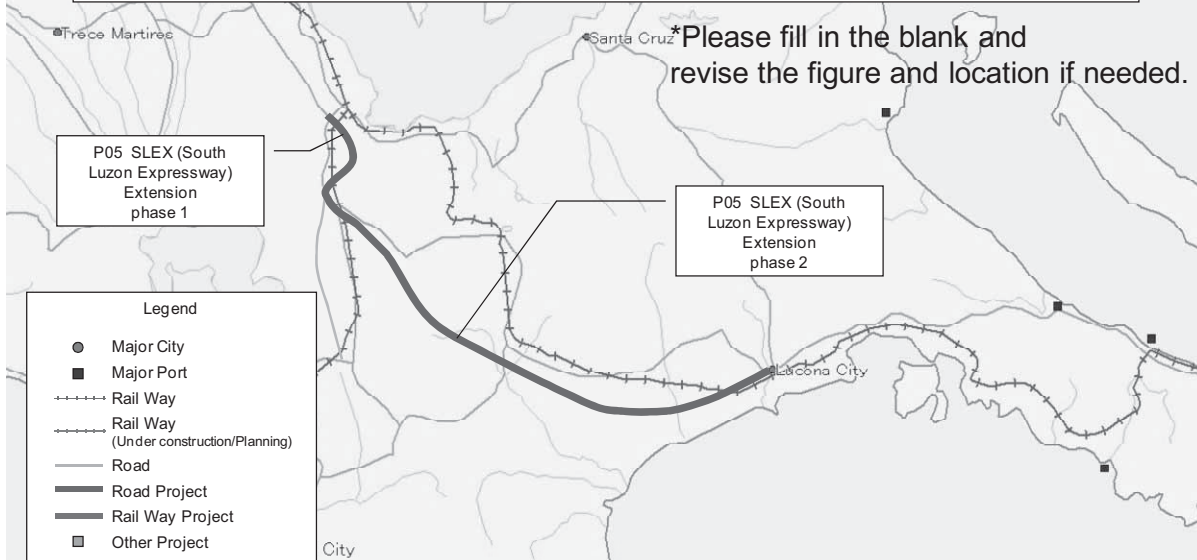 Trece Martires
Santa Cruz
*Please fill in the blank and
revise the figure and location if needed.
P05 SLEX (South
Luzon Expressway)
Extension
phase 1
P05 SLEX (South
Luzon Expressway)
Extension
phase 2
Lucena City
Legend
Major City
Major Port
Rail Way
Rail Way
(Under construction/Planning)
Road
Road Project
Rail Way Project
Other Project
City